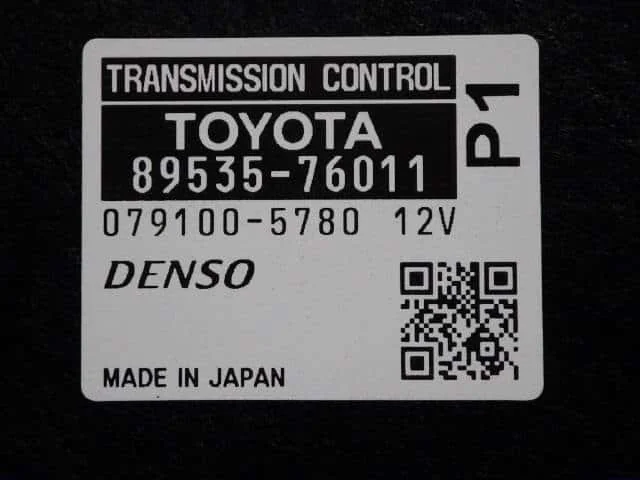 TRANSMISSION CONTROL
TOYOTA
89535-76011
P1
079100-5780 12V
DENSO
MADE IN JAPAN